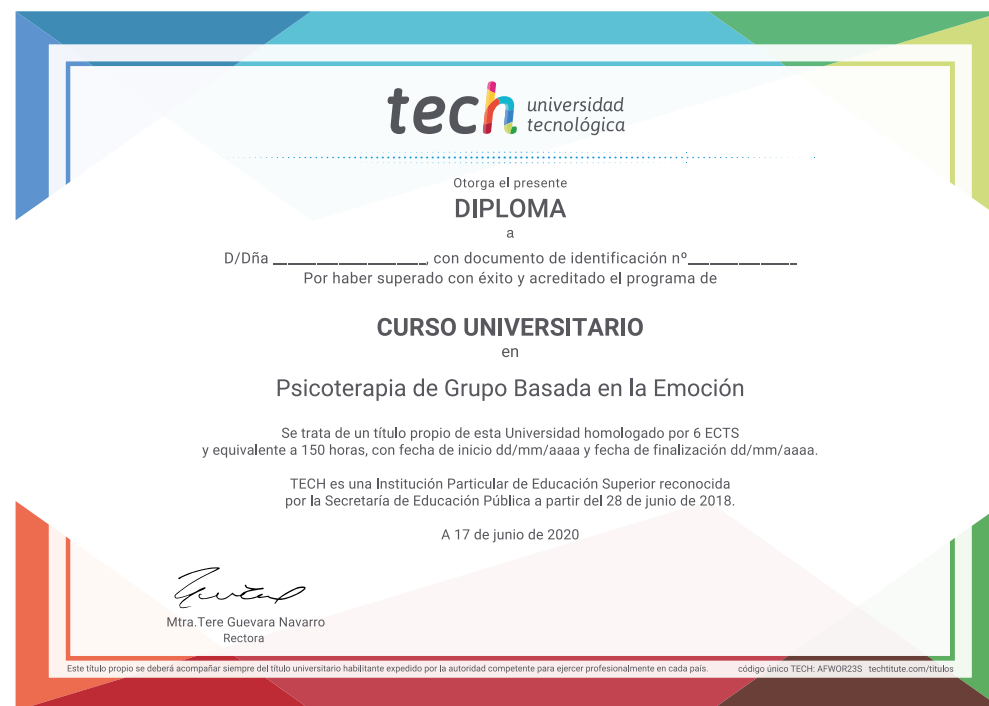 tech universidad
tecnológica
Otorga el presente
DIPLOMA
a
D/Dña ____________________, con documento de identificación nº______________
Por haber superado con éxito y acreditado el programa de
CURSO UNIVERSITARIO
en
Psicoterapia de Grupo Basada en la Emoción
Se trata de un título propio de esta Universidad homologado por 6 ECTS
y equivalente a 150 horas, con fecha de inicio dd/mm/aaaa y fecha de finalización dd/mm/aaaa.
TECH es una Institución Particular de Educación Superior reconocida
por la Secretaría de Educación Pública a partir del 28 de junio de 2018.
A 17 de junio de 2020
Mtra.Tere Guevara Navarro
Rectora
Este título propio se deberá acompañar siempre del título universitario habilitante expedido por la autoridad competente para ejercer profesionalmente en cada país. código único TECH: AFWOR23S techtitute.com/titulos